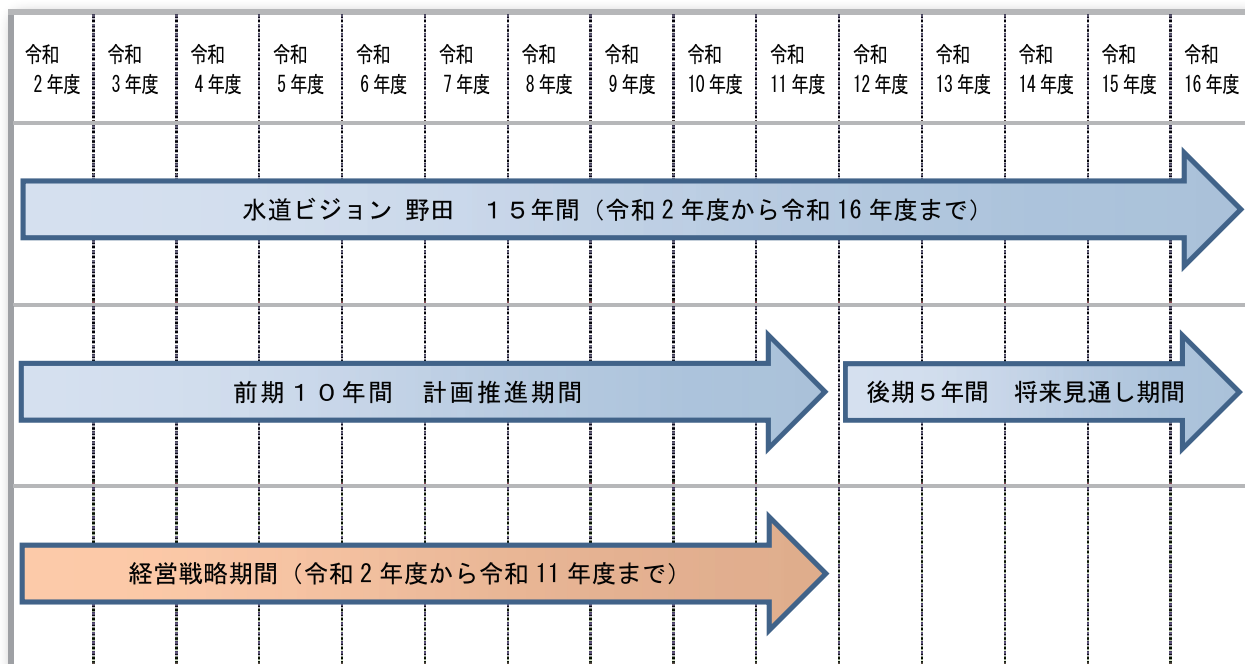 令和 令和 令和 令和 令和 令和 令和 令和 令和 令和 令和 令和 令和 令和 令和
2年度 3年度 4年度 5年度 6年度 7年度 8年度 9年度 10年度 11年度 12年度 13年度 14年度 15年度 16年度
水道ビジョン 野田　１５年間（令和2年度から令和16年度まで）
前期１０年間　計画推進期間 後期５年間　将来見通し期間
経営戦略期間（令和2年度から令和11年度まで）